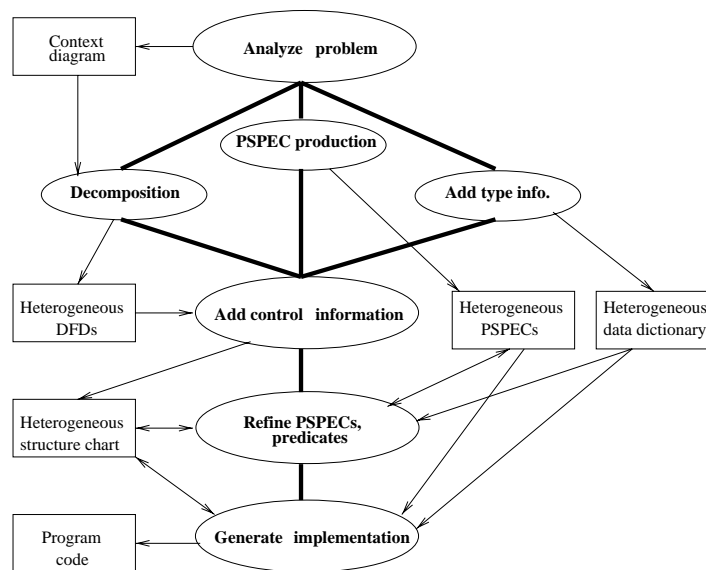 Context
diagram
Analyze problem
PSPEC production
Decomposition
Add type info.
Heterogeneous
DFDs
Add control information
Heterogeneous
PSPECs
Heterogeneous
data dictionary
Heterogeneous
structure chart
Refine PSPECs,
predicates
Program
code
Generate implementation